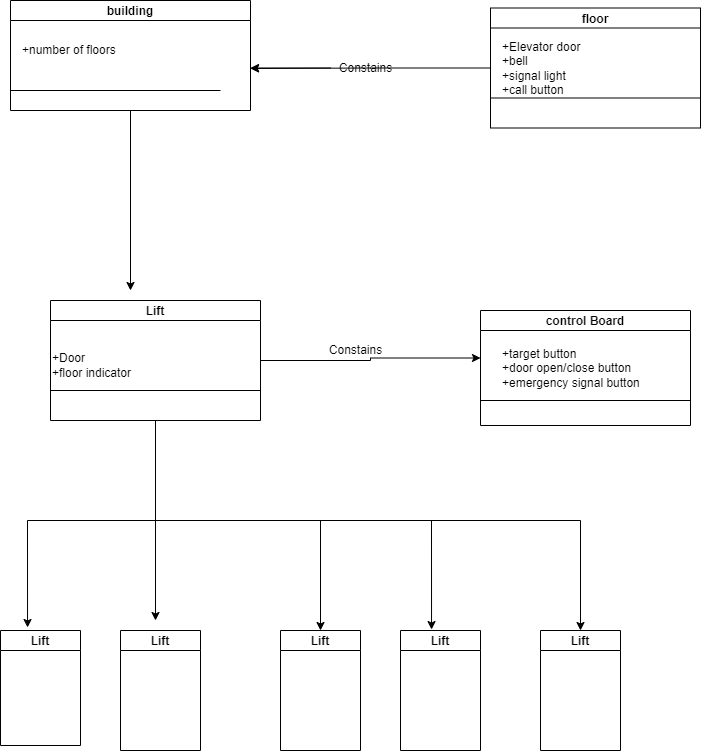 building
+number of floors
floor
+Elevator door
+bell
+signal light
+call button
Constains
Lift
+Door
+floor indicator
Constains
control Board
+target button
+door open/close button
+emergency signal button
Lift
Lift
Lift
Lift
Lift